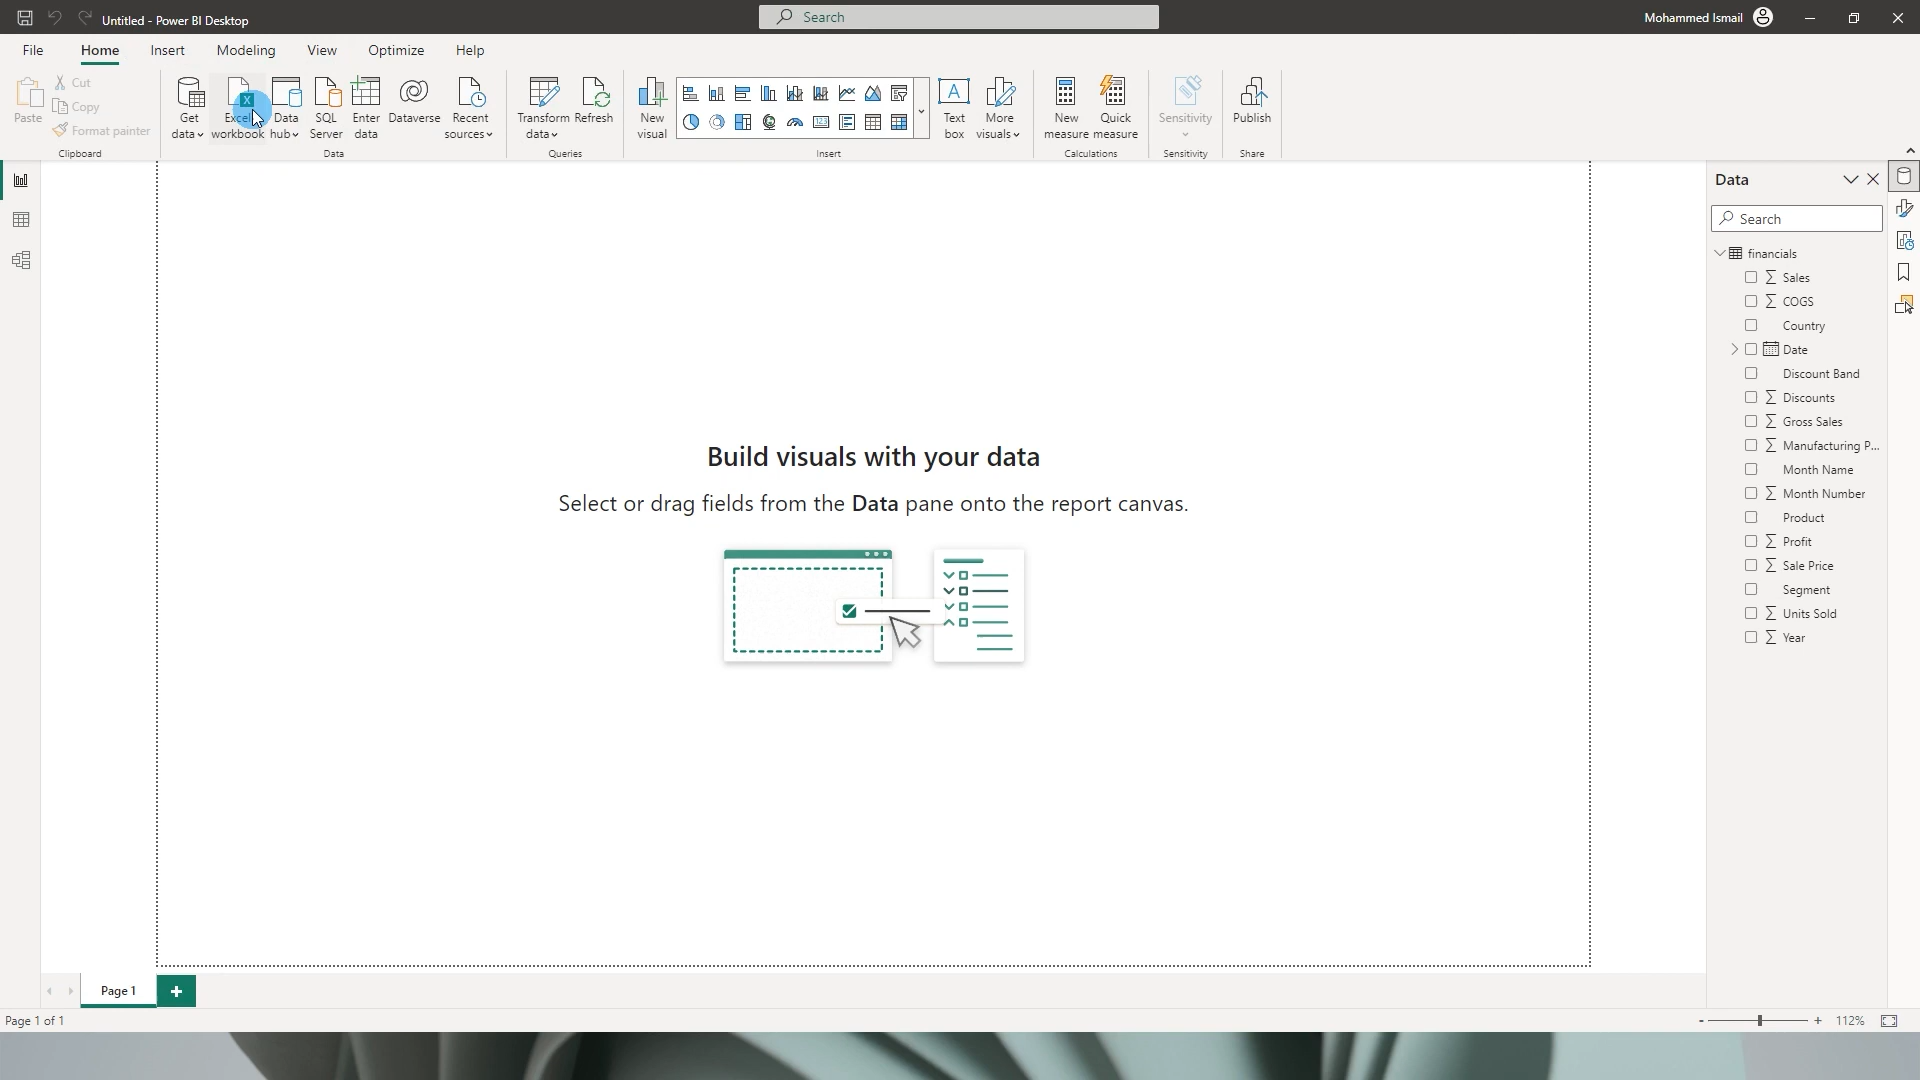 Untitled - Power BI Desktop
Search
Mohammed Ismail
File
Home
Insert
Modeling
View
Optimize
Help
Paste
Cut
Copy
Format painter
Clipboard
Get
data
Excel
workbook
Data
hub
SQL
Server
Enter
data
Dataverse
Recent
sources
Data
Transform
data
Refresh
Queries
New
visual
Text
box
More
visuals
Insert
New
measure
Quick
measure
Calculations
Sensitivity
Sensitivity
Publish
Share
Build visuals with your data
Select or drag fields from the Data pane onto the report canvas.
Data
Search
financials
Sales
COGS
Country
Date
Discount Band
Discounts
Gross Sales
Manufacturing P...
Month Name
Month Number
Product
Profit
Sale Price
Segment
Units Sold
Year
Page 1
Page 1 of 1
112%